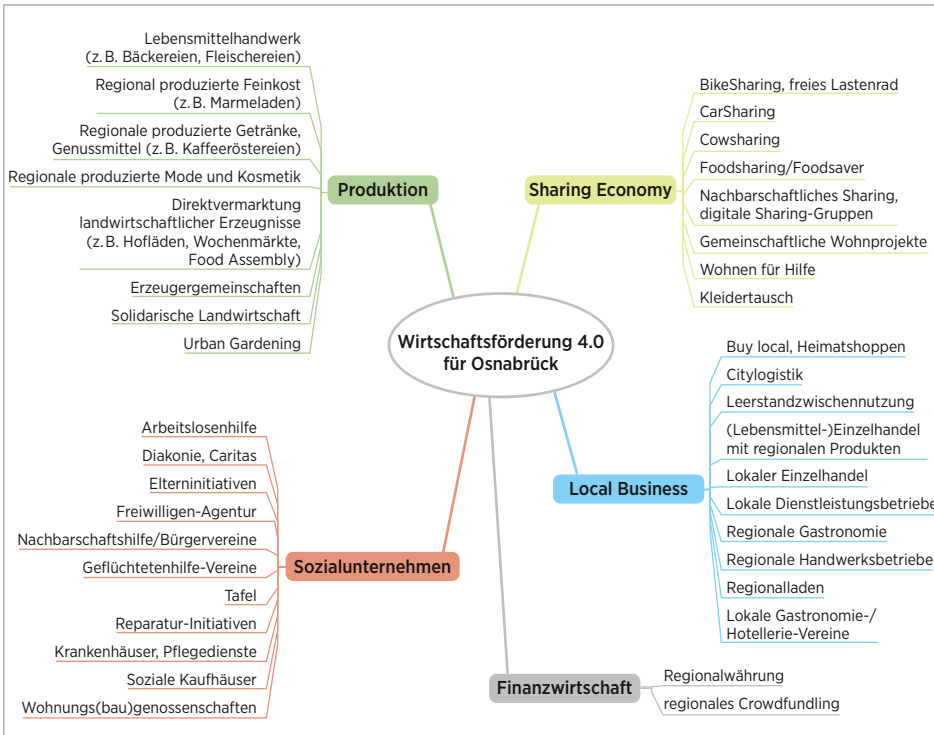 Lebensmittelhandwerk
(z. B. Bäckereien, Fleischereien)
Regional produzierte Feinkost
(z. B. Marmeladen)
Regionale produzierte Getränke,
Genussmittel (z. B. Kaffeeröstereien)
Regionale produzierte Mode und Kosmetik
Direktvermarktung
landwirtschaftlicher Erzeugnisse
(z. B. Hofläden, Wochenmärkte,
Food Assembly)
Erzeugergemeinschaften
Solidarische Landwirtschaft
Urban Gardening
Produktion
Sharing Economy
BikeSharing, freies Lastenrad
CarSharing
Cowsharing
Foodsharing/Foodsaver
Nachbarschaftliches Sharing,
digitale Sharing-Gruppen
Gemeinschaftliche Wohnprojekte
Wohnen für Hilfe
Kleidertausch
Wirtschaftsförderung 4.0
für Osnabrück
Arbeitslosenhilfe
Diakonie, Caritas
Elterninitiativen
Freiwilligen-Agentur
Nachbarschaftshilfe/Bürgervereine
Geflüchtetenhilfe-Vereine
Tafel
Reparatur-Initiativen
Krankenhäuser, Pflegedienste
Soziale Kaufhäuser
Wohnungs(bau)genossenschaften
Sozialunternehmen
Local Business
Buy local, Heimatshoppen
Citylogistik
Leerstandzwischennutzung
(Lebensmittel-)Einzelhandel
mit regionalen Produkten
Lokaler Einzelhandel
Lokale Dienstleistungsbetriebe
Regionale Gastronomie
Regionale Handwerksbetriebe
Regionalladen
Lokale Gastronomie-/
Hotellerie-Vereine
Finanzwirtschaft
Regionalwährung
regionales Crowdfundling